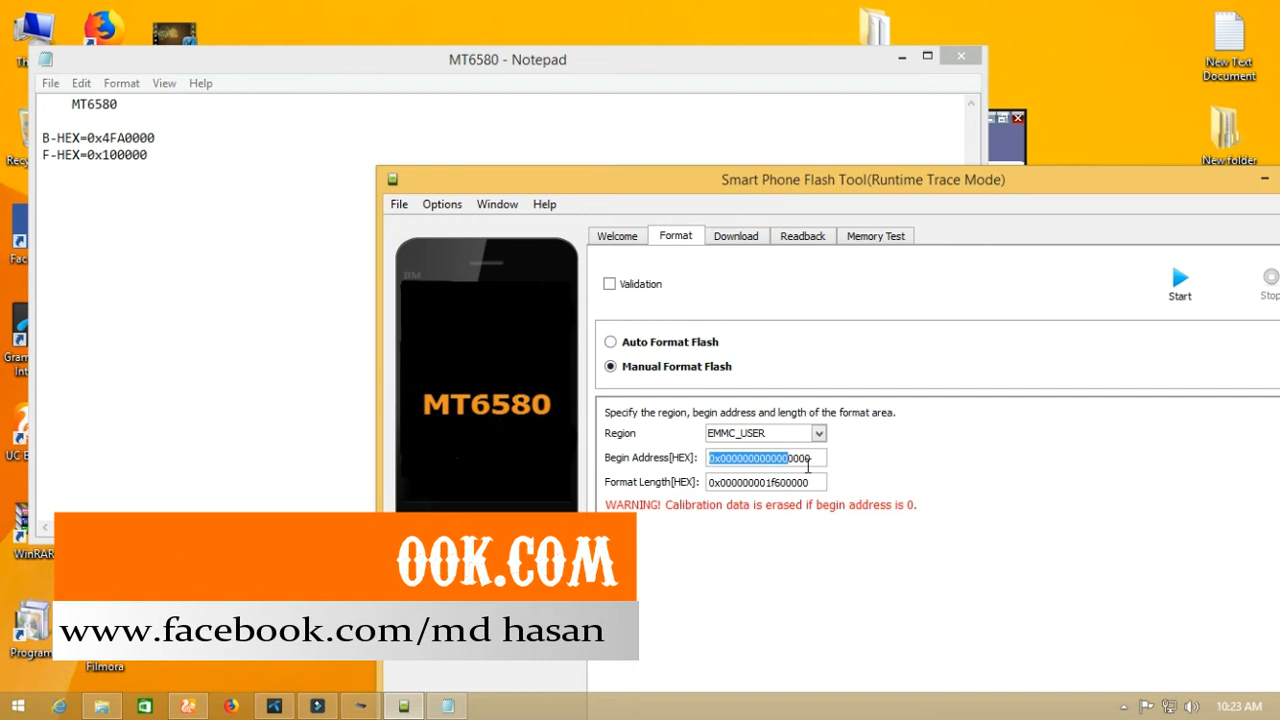 New Text
Document
MT6580 - Notepad
File Edit Format View Help
MT6580
B-HEX=0x4FA0000
F-HEX=0x100000
New folder
Smart Phone Flash Tool(Runtime Trace Mode)
File Options Window Help
Welcome Format Download Readback Memory Test
BM
Validation
Start
Stop
Auto Format Flash
Manual Format Flash
MT6580
Specify the region, begin address and length of the format area.
Region EMMC_USER
Begin Address[HEX]: 0x0000000000000000
Format Length[HEX]: 0x000000001f600000
WARNING! Calibration data is erased if begin address is 0.
OOK.COM
www.facebook.com/md hasan
UC
WinRAR
Program
Filmora
10:23 AM